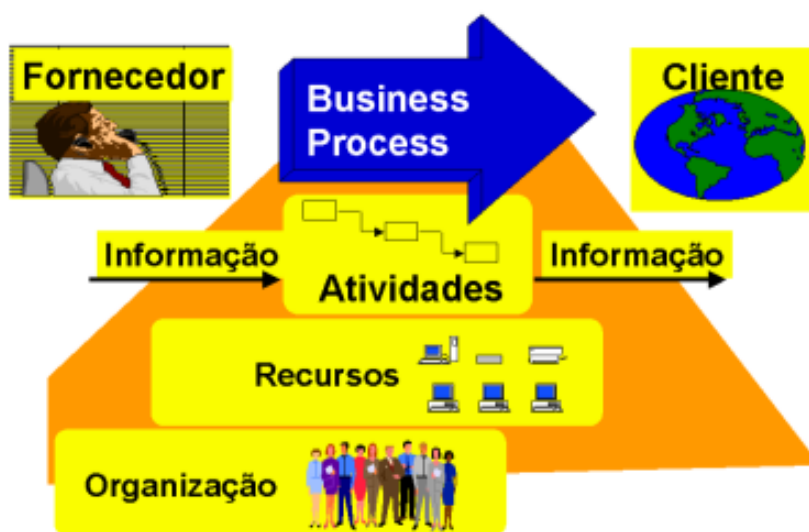 Fornecedor
Business
Process
Cliente
Informação
Atividades
Informação
Recursos
Organização